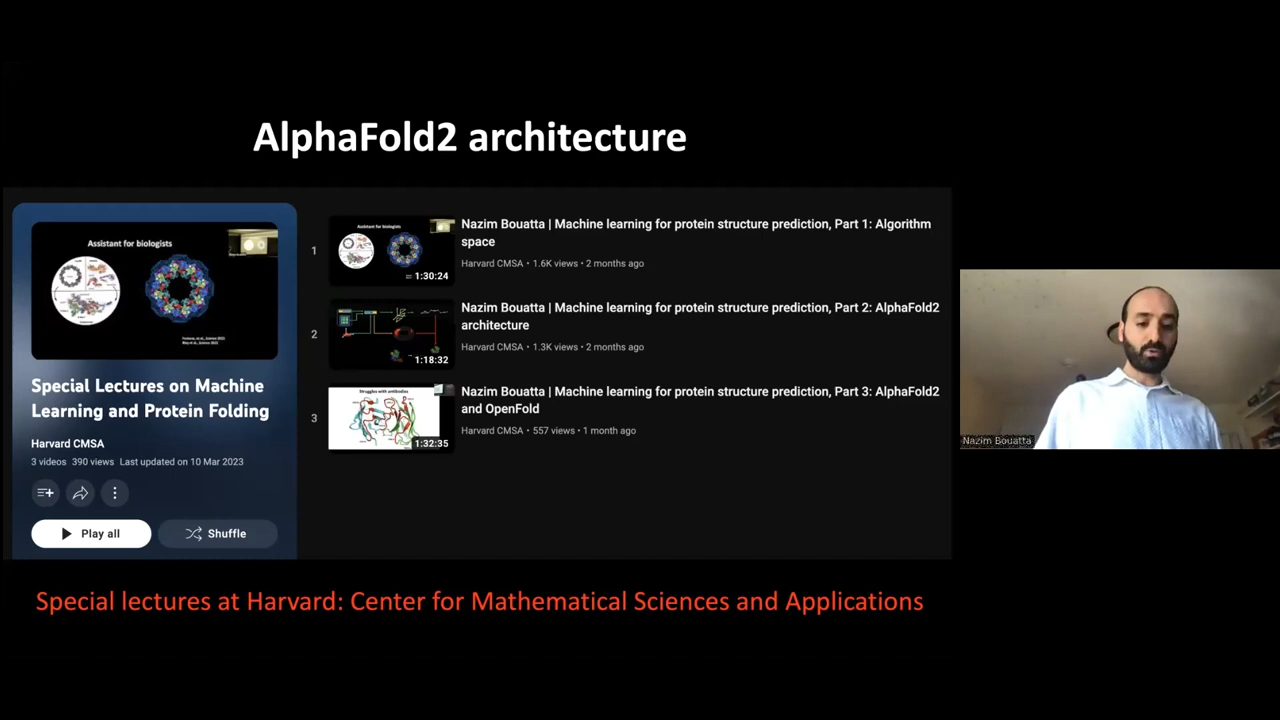 AlphaFold2 architecture
Assistant for biologists
Special Lectures on Machine
Learning and Protein Folding
Harvard CMSA
3 videos 390 views Last updated on 10 Mar 2023
Play all
Shuffle
1
Assistant for biologists
1:30:24
Nazim Bouatta | Machine learning for protein structure prediction, Part 1: Algorithm
space
Harvard CMSA • 1.6K views • 2 months ago
2
1:18:32
Nazim Bouatta | Machine learning for protein structure prediction, Part 2: AlphaFold2
architecture
Harvard CMSA • 1.3K views • 2 months ago
3
Struggles with antibodies
1:32:35
Nazim Bouatta | Machine learning for protein structure prediction, Part 3: AlphaFold2
and OpenFold
Harvard CMSA • 557 views • 1 month ago
Special lectures at Harvard: Center for Mathematical Sciences and Applications
Nazim Bouatta